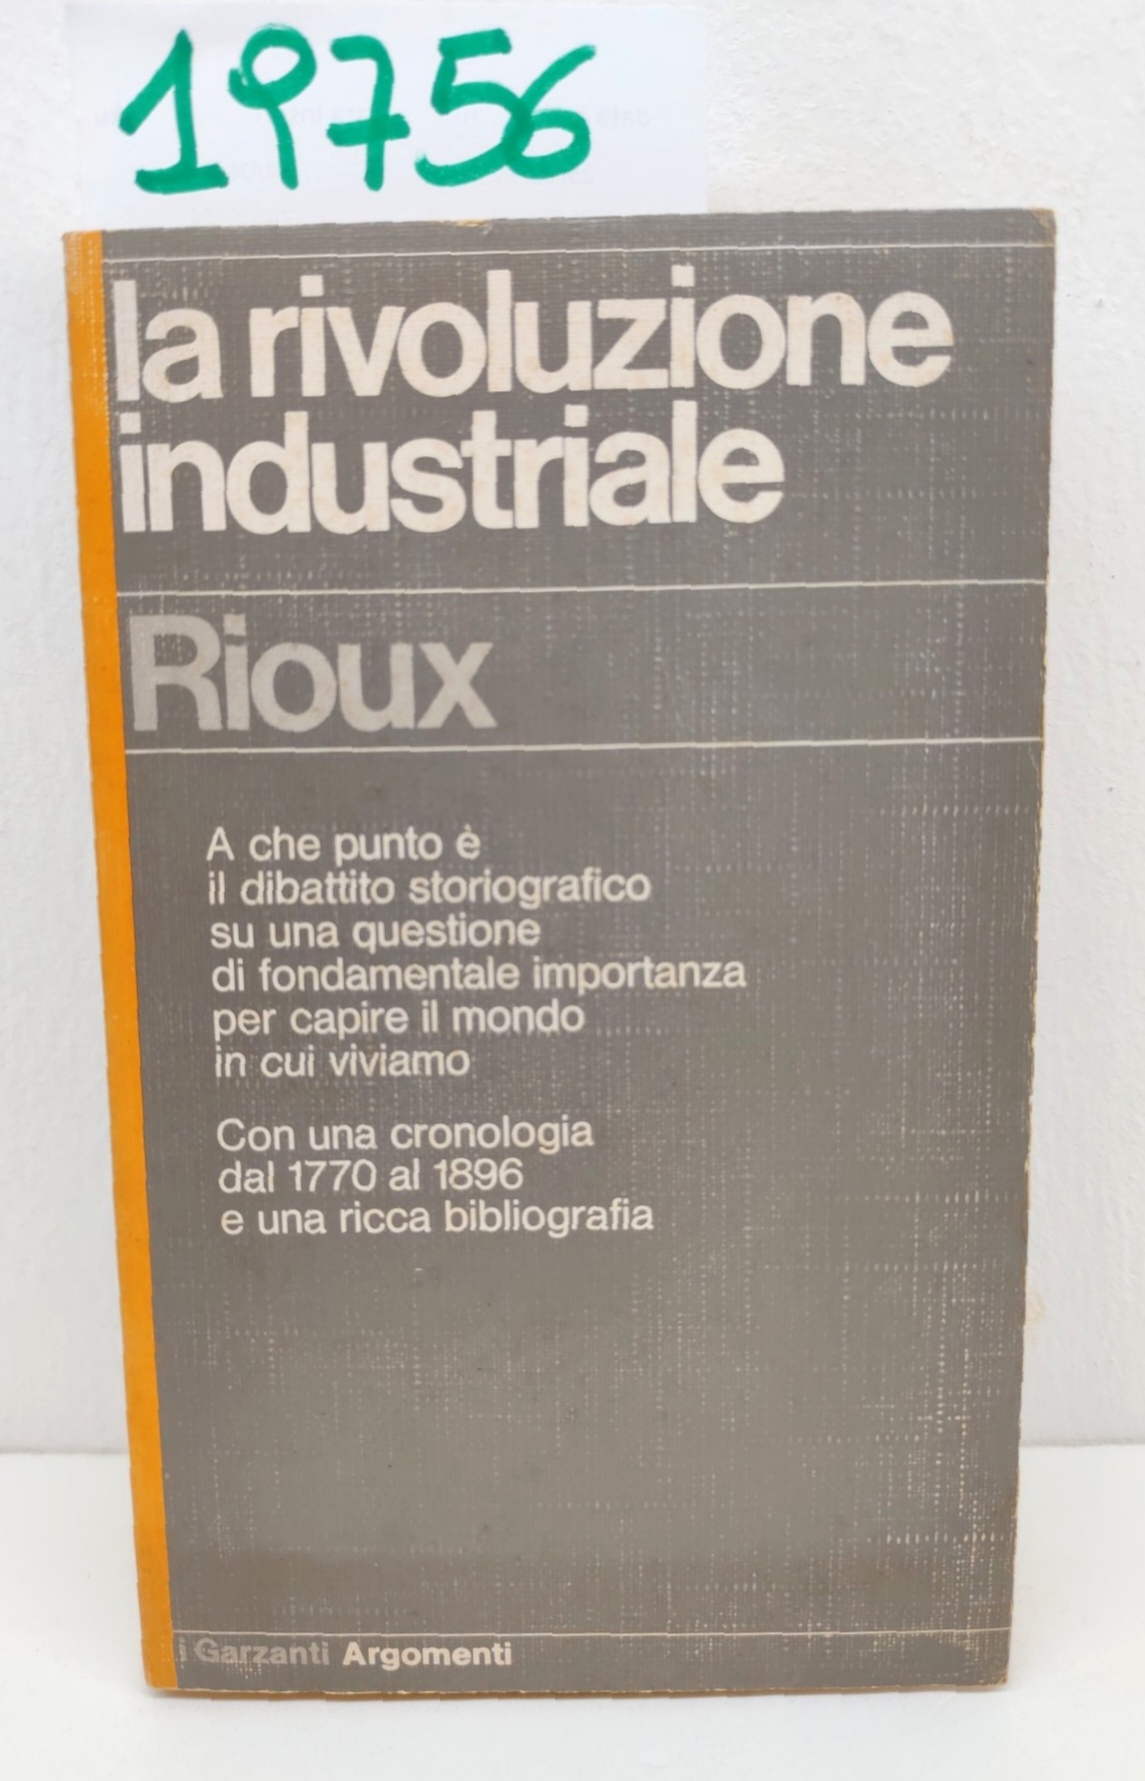 19756
la rivoluzione
industriale
Rioux
A che punto è
il dibattito storiografico
su una questione
di fondamentale importanza
per capire il mondo
in cui viviamo
Con una cronologia
dal 1770 al 1896
e una ricca bibliografia
i Garzanti Argomenti